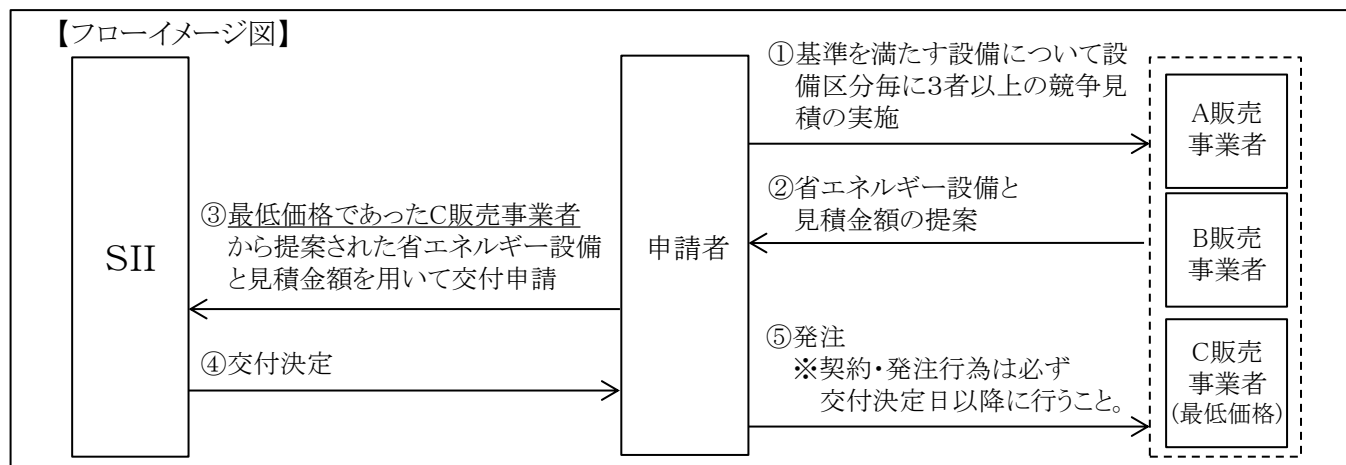 【フローイメージ図】
SII
③最低価格であったC販売事業者
から提案された省エネルギー設備
と見積金額を用いて交付申請
④交付決定
申請者
①基準を満たす設備について設
備区分毎に3者以上の競争見
積の実施
②省エネルギー設備と
見積金額の提案
⑤発注
※契約・発注行為は必ず
交付決定日以降に行うこと。
A販売
事業者
B販売
事業者
C販売
事業者
(最低価格)